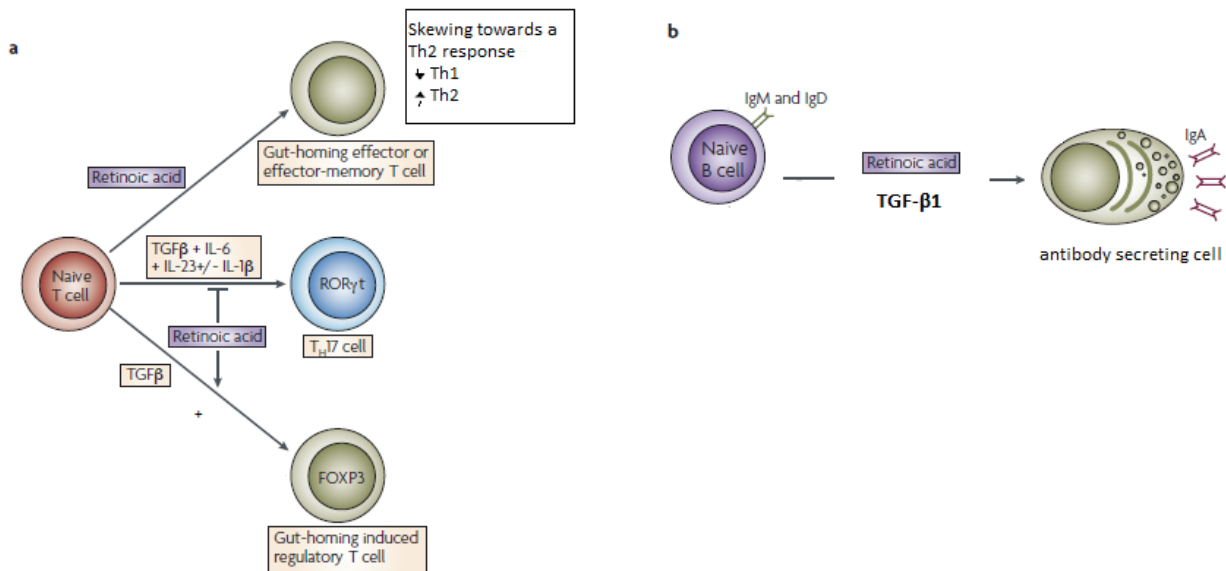 a
Skewing towards a
Th2 response
Th1
Th2
Gut-homing effector or
effector-memory T cell
Retinoic acid
Naive
T cell
TGFβ + IL-6
+ IL-23+/- IL-1β
RORγt
TH17 cell
Retinoic acid
TGFβ
+
FOXP3
Gut-homing induced
regulatory T cell
b
IgM and IgD
Naive
B cell
Retinoic acid
TGF-β1
IgA
antibody secreting cell